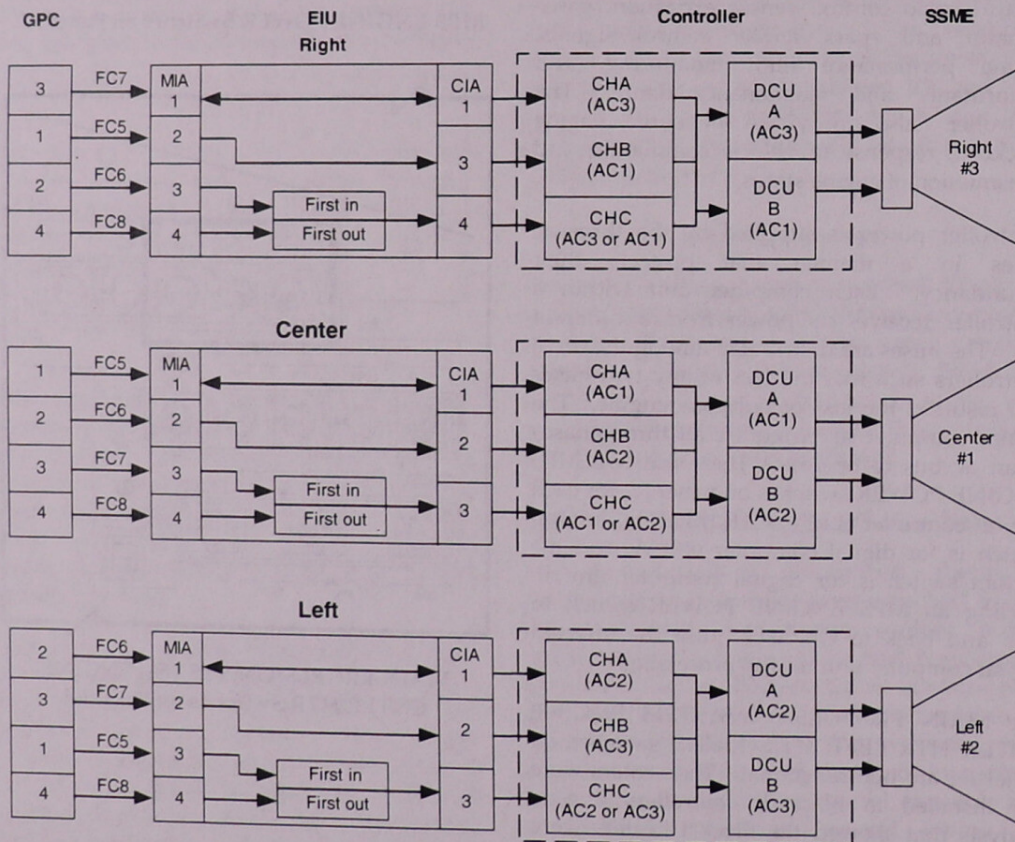 GPC
EIU
Controller
SSME
Right
3
1
2
4
FC7
FC5
FC6
FC8
MIA
1
2
3
4
First in
First out
CIA
1
3
4
CHA
(AC3)
CHB
(AC1)
CHC
(AC3 or AC1)
DCU
A
(AC3)
DCU
B
(AC1)
Right
#3
Center
1
2
3
4
FC5
FC6
FC7
FC8
MIA
1
2
3
4
First in
First out
CIA
1
2
3
CHA
(AC1)
CHB
(AC2)
CHC
(AC1 or AC2)
DCU
A
(AC1)
DCU
B
(AC2)
Center
#1
Left
2
3
1
4
FC6
FC7
FC5
FC8
MIA
1
2
3
4
First in
First out
CIA
1
2
3
CHA
(AC2)
CHB
(AC3)
CHC
(AC2 or AC3)
DCU
A
(AC2)
DCU
B
(AC3)
Left
#2